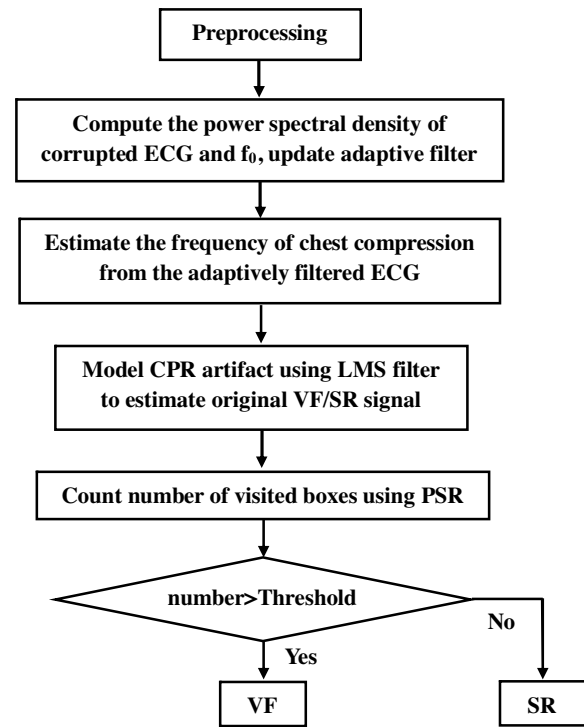 Preprocessing
Compute the power spectral density of
corrupted ECG and f₀, update adaptive filter
Estimate the frequency of chest compression
from the adaptively filtered ECG
Model CPR artifact using LMS filter
to estimate original VF/SR signal
Count number of visited boxes using PSR
number>Threshold
No
Yes
VF
SR